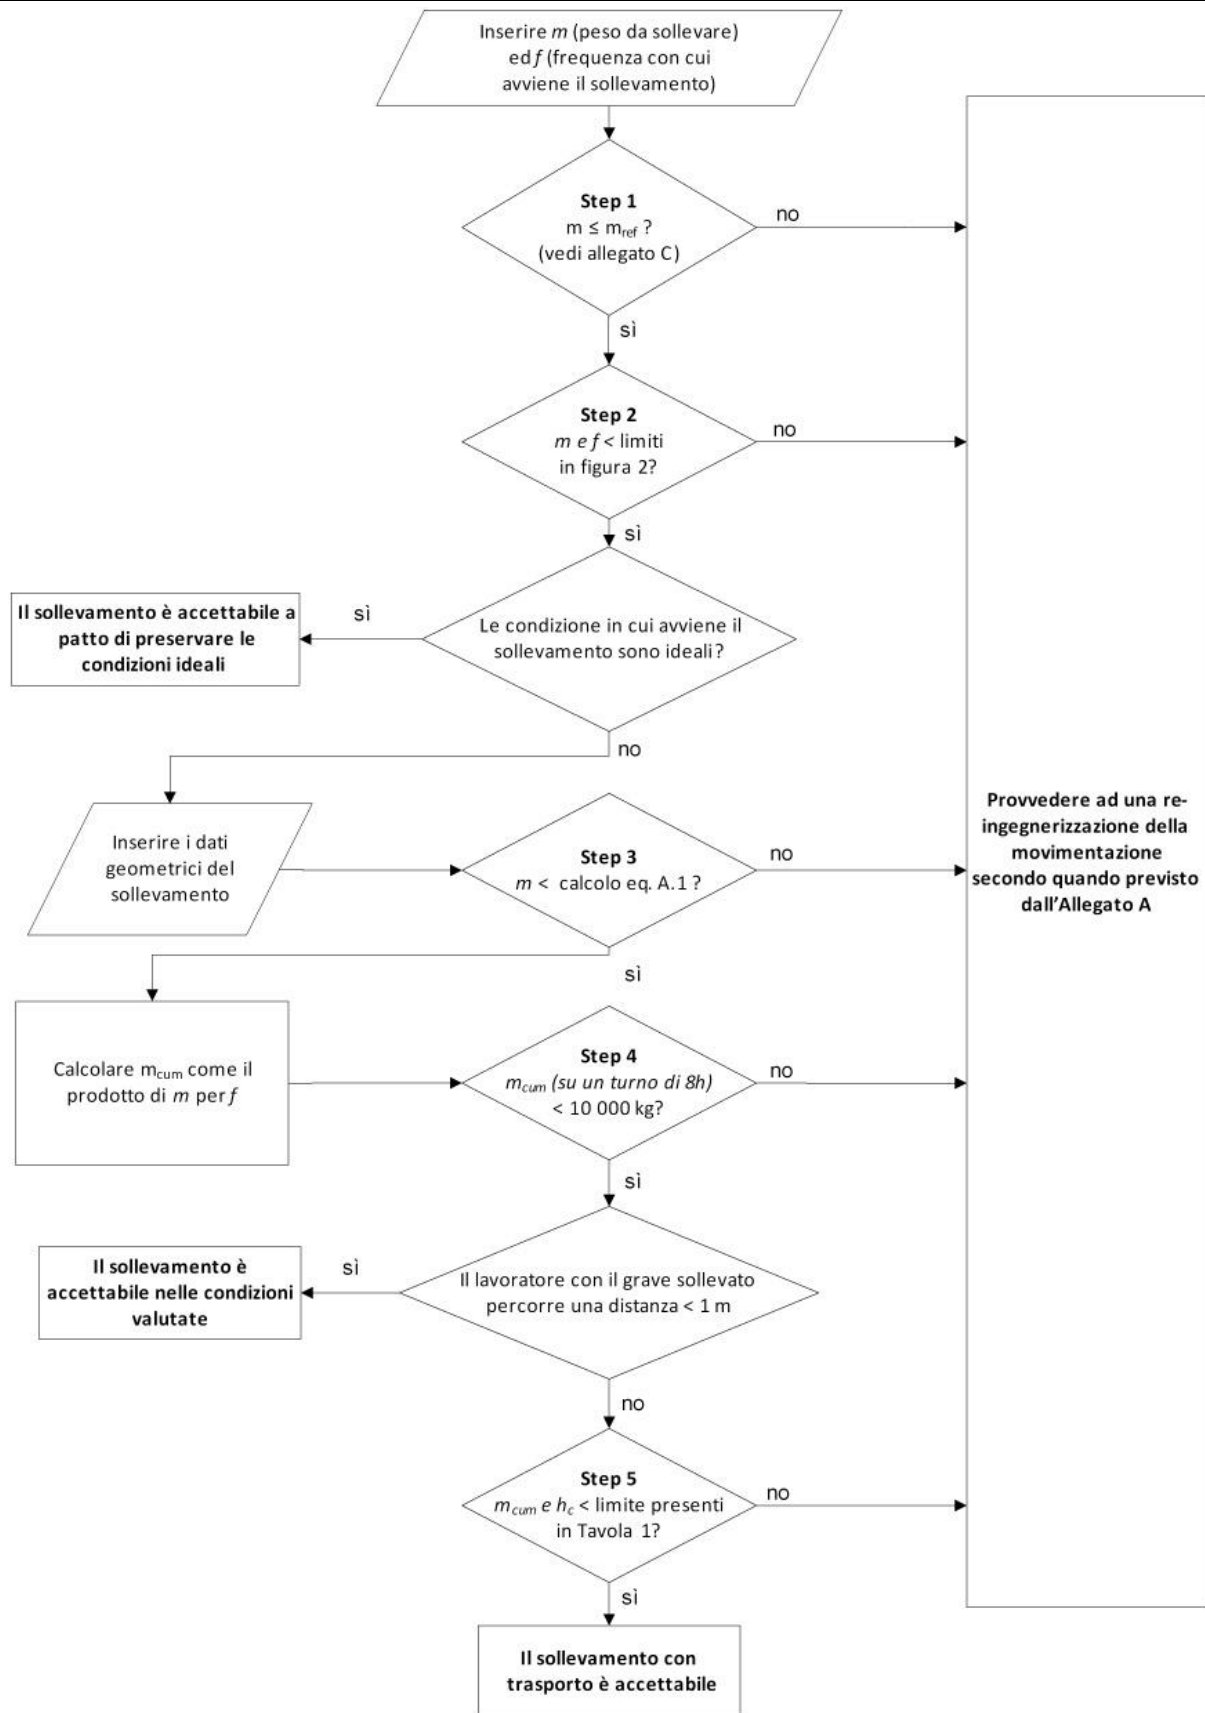 Inserire m (peso da sollevare)
ed f (frequenza con cui
avviene il sollevamento)
Step 1
m ≤ mref ?
(vedi allegato C)
no
sì
Step 2
m e f < limiti
in figura 2?
no
sì
Le condizione in cui avviene il
sollevamento sono ideali?
sì
Il sollevamento è accettabile a
patto di preservare le
condizioni ideali
no
Inserire i dati
geometrici del
sollevamento
Step 3
m < calcolo eq. A.1 ?
no
Provvedere ad una re-
ingegnerizzazione della
movimentazione
secondo quando previsto
dall'Allegato A
sì
Calcolare mcum come il
prodotto di m per f
Step 4
mcum (su un turno di 8h)
< 10 000 kg?
no
sì
Il lavoratore con il grave sollevato
percorre una distanza < 1 m
sì
Il sollevamento è
accettabile nelle condizioni
valutate
no
Step 5
mcum e hc < limite presenti
in Tavola 1?
no
sì
Il sollevamento con
trasporto è accettabile